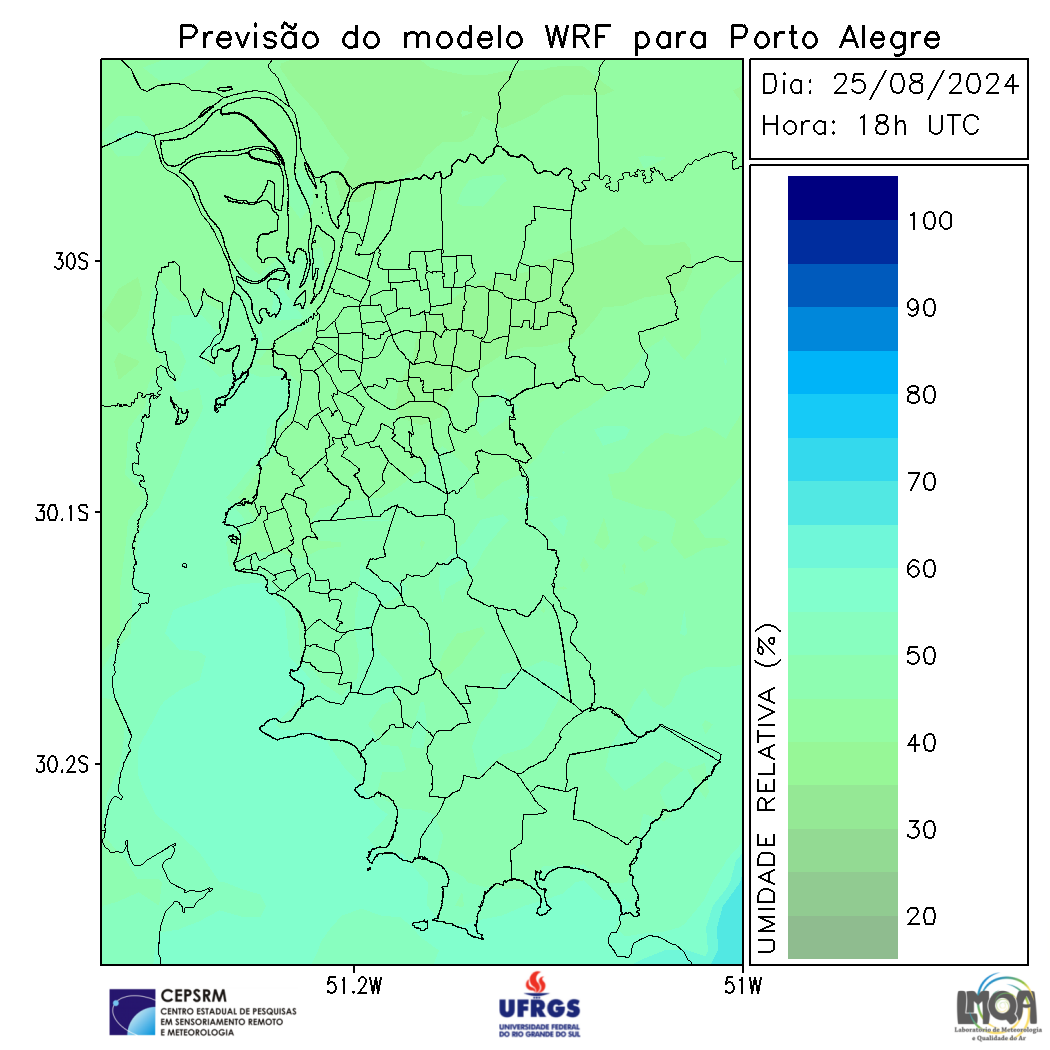 Previsão do modelo WRF para Porto Alegre
Dia: 25/08/2024
Hora: 18h UTC
30S
30.1S
30.2S
51.2W
51W
100
90
80
70
60
50
40
30
20
UMIDADE RELATIVA (%)
CEPSRM
CENTRO ESTADUAL DE PESQUISAS
EM SENSORIAMENTO REMOTO
E METEOROLOGIA
UFRGS
UNIVERSIDADE FEDERAL
DO RIO GRANDE DO SUL
LMQA
Laboratório de Meteorologia
e Qualidade do Ar